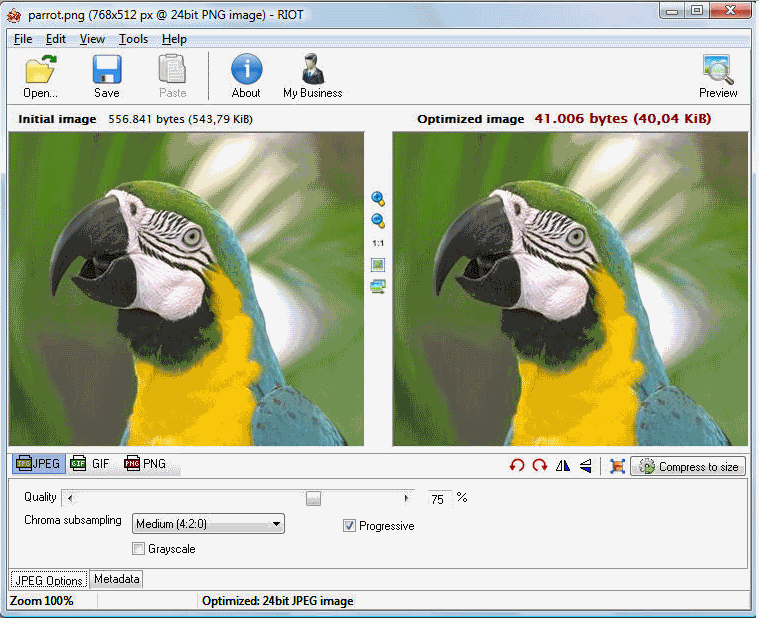 parrot.png (768x512 px @ 24bit PNG image) - RIOT
File Edit View Tools Help
Open... Save Paste About My Business Preview
Initial image 556.841 bytes (543,79 KiB) Optimized image 41.006 bytes (40,04 KiB)
1:1
JPEG GIF PNG Compress to size
Quality 75 %
Chroma subsampling Medium (4:2:0) Progressive
Grayscale
JPEG Options Metadata
Zoom 100% Optimized: 24bit JPEG image